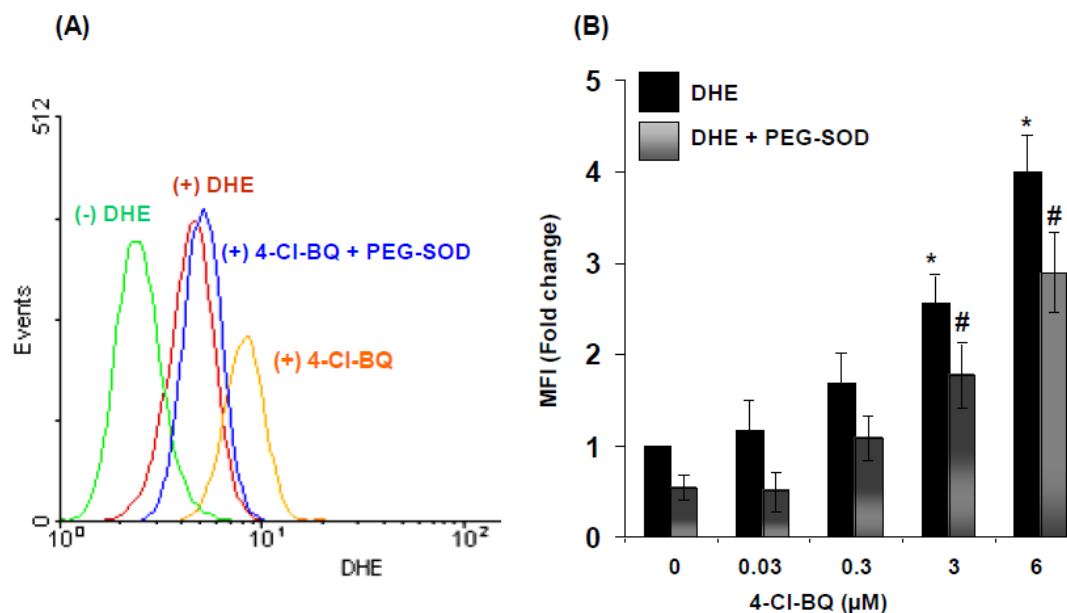 (A)
512
Events
0
(-) DHE
(+) DHE
(+) 4-Cl-BQ + PEG-SOD
(+) 4-Cl-BQ
10⁰
10¹
10²
DHE
(B)
MFI (Fold change)
5
4
3
2
1
0
DHE
DHE + PEG-SOD
*
#
*
#
0 0.03 0.3 3 6
4-Cl-BQ (µM)